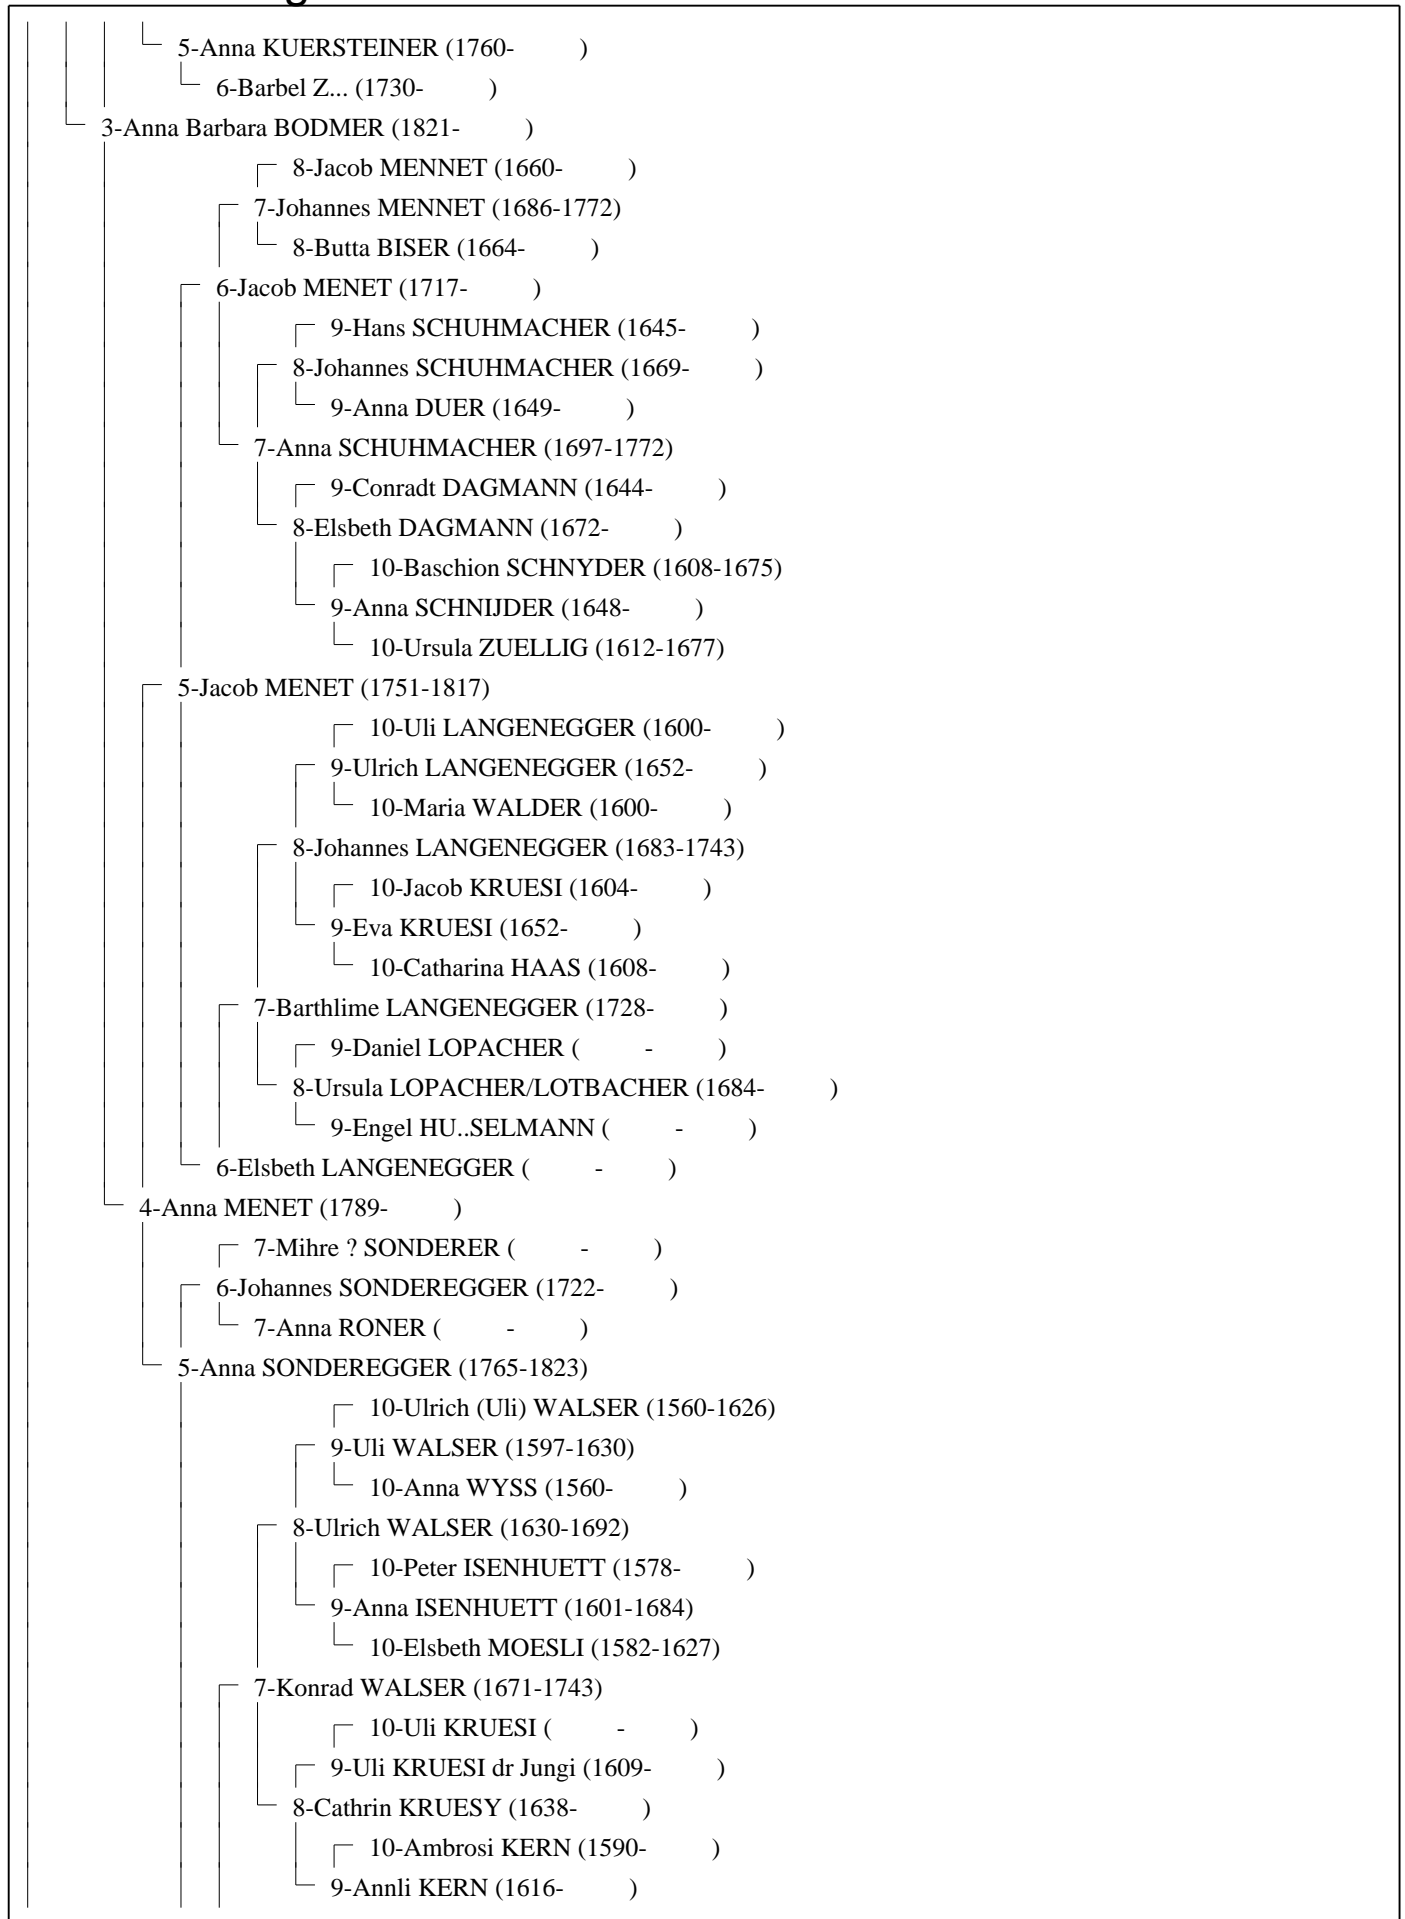 5-Anna KUERSTEINER (1760- )
6-Barbel Z... (1730- )
3-Anna Barbara BODMER (1821- )
8-Jacob MENNET (1660- )
7-Johannes MENNET (1686-1772)
8-Butta BISER (1664- )
6-Jacob MENET (1717- )
9-Hans SCHUHMACHER (1645- )
8-Johannes SCHUHMACHER (1669- )
9-Anna DUER (1649- )
7-Anna SCHUHMACHER (1697-1772)
9-Conradt DAGMANN (1644- )
8-Elsbeth DAGMANN (1672- )
10-Baschion SCHNYDER (1608-1675)
9-Anna SCHNIJDER (1648- )
10-Ursula ZUELLIG (1612-1677)
5-Jacob MENET (1751-1817)
10-Uli LANGENEGGER (1600- )
9-Ulrich LANGENEGGER (1652- )
10-Maria WALDER (1600- )
8-Johannes LANGENEGGER (1683-1743)
10-Jacob KRUESI (1604- )
9-Eva KRUESI (1652- )
10-Catharina HAAS (1608- )
7-Barthlime LANGENEGGER (1728- )
9-Daniel LOPACHER ( - )
8-Ursula LOPACHER/LOTBACHER (1684- )
9-Engel HU..SELMANN ( - )
6-Elsbeth LANGENEGGER ( - )
4-Anna MENET (1789- )
7-Mihre ? SONDERER ( - )
6-Johannes SONDEREGGER (1722- )
7-Anna RONER ( - )
5-Anna SONDEREGGER (1765-1823)
10-Ulrich (Uli) WALSER (1560-1626)
9-Uli WALSER (1597-1630)
10-Anna WYSS (1560- )
8-Ulrich WALSER (1630-1692)
10-Peter ISENHUETT (1578- )
9-Anna ISENHUETT (1601-1684)
10-Elsbeth MOESLI (1582-1627)
7-Konrad WALSER (1671-1743)
10-Uli KRUESI ( - )
9-Uli KRUESI dr Jungi (1609- )
8-Cathrin KRUESY (1638- )
10-Ambrosi KERN (1590- )
9-Annli KERN (1616- )